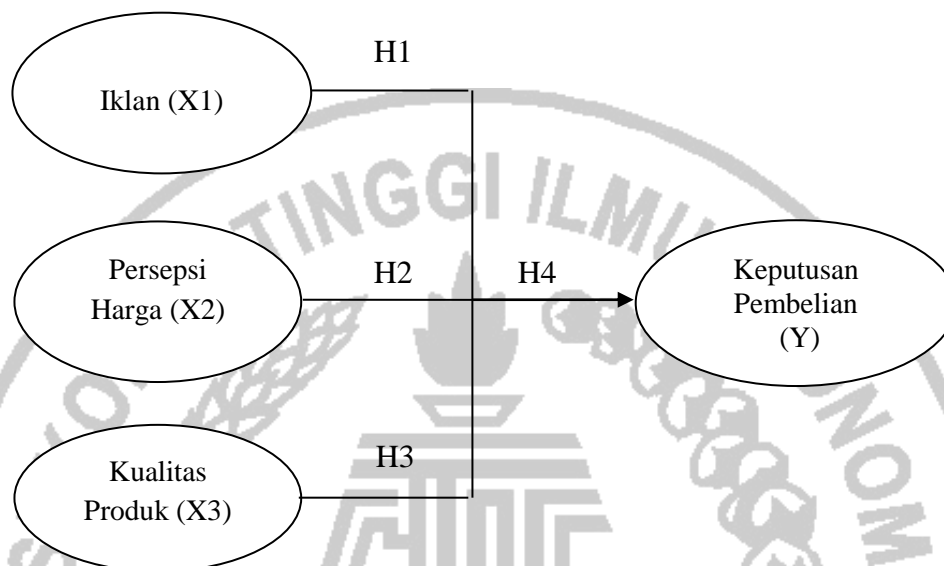 H1
Iklan (X1)
TINGGI ILMU
Persepsi
Harga (X2)
H2
H4
Keputusan
Pembelian
(Y)
Kualitas
Produk (X3)
H3